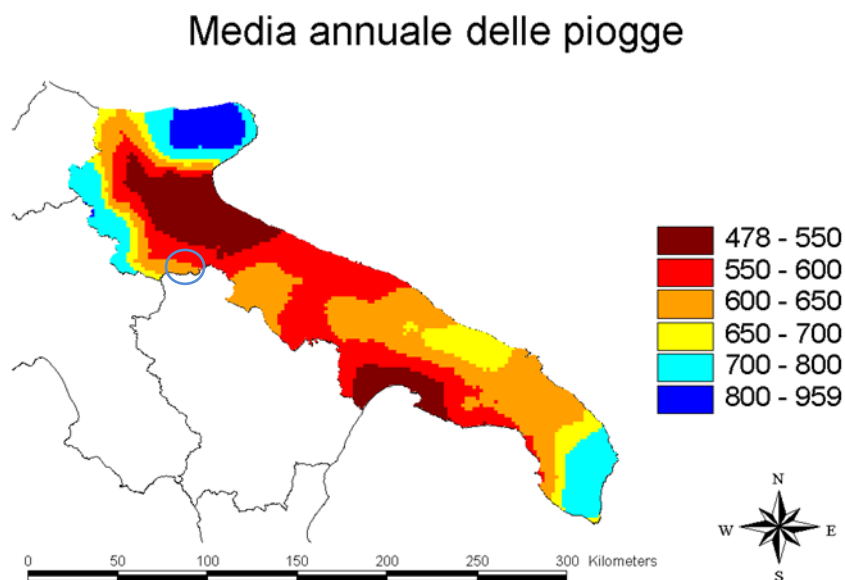 Media annuale delle piogge
478 - 550
550 - 600
600 - 650
650 - 700
700 - 800
800 - 959
N
W E
S
0 50 100 150 200 250 300 Kilometers